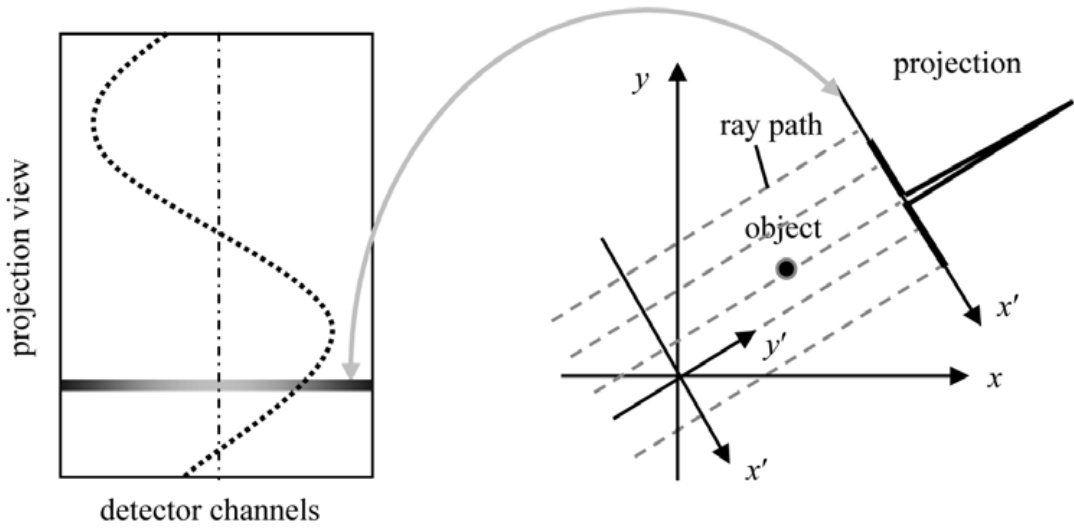 projection view
detector channels
y
projection
ray path
object
x′
y′
x
x′